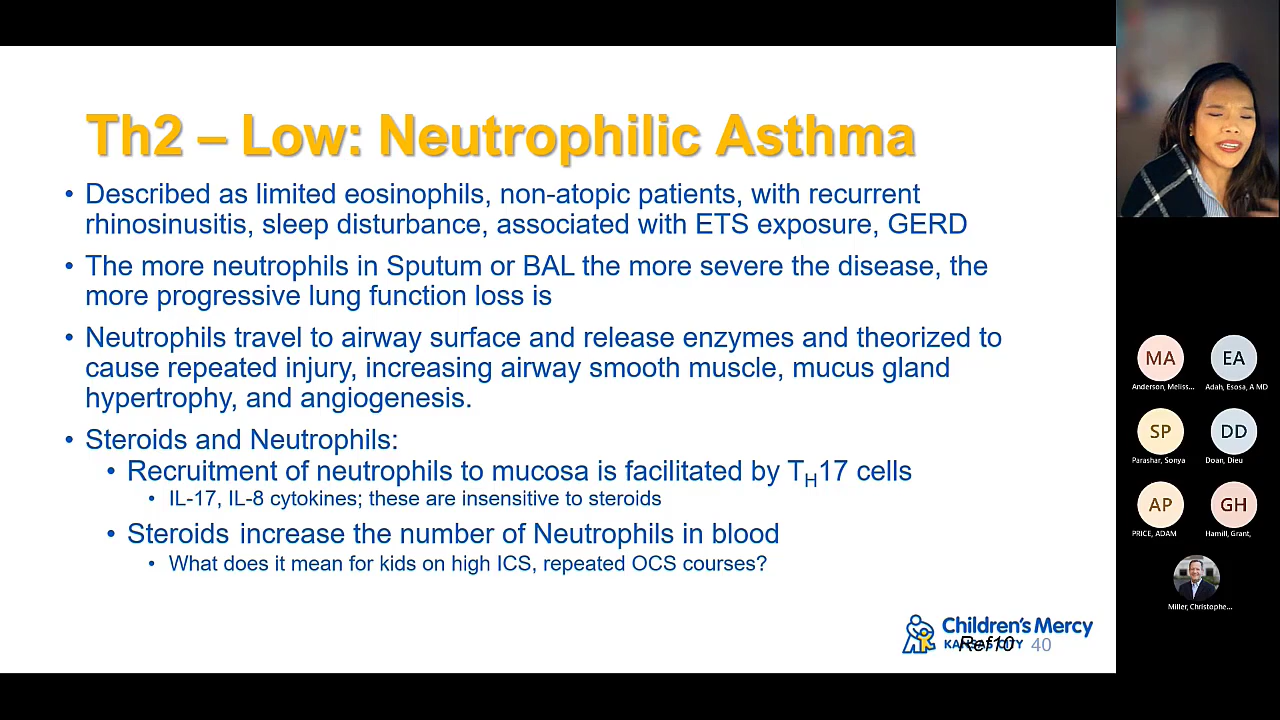 Th2 – Low: Neutrophilic Asthma
• Described as limited eosinophils, non-atopic patients, with recurrent
rhinosinusitis, sleep disturbance, associated with ETS exposure, GERD
• The more neutrophils in Sputum or BAL the more severe the disease, the
more progressive lung function loss is
• Neutrophils travel to airway surface and release enzymes and theorized to
cause repeated injury, increasing airway smooth muscle, mucus gland
hypertrophy, and angiogenesis.
• Steroids and Neutrophils:
• Recruitment of neutrophils to mucosa is facilitated by TH17 cells
• IL-17, IL-8 cytokines; these are insensitive to steroids
• Steroids increase the number of Neutrophils in blood
• What does it mean for kids on high ICS, repeated OCS courses?
Children's Mercy
KANSAS CITY
Ref10
40
MA
EA
Anderson, Meliss...
Adah, Esosa, A MD
SP
DD
Parashar, Sonya
Doan, Dieu
AP
GH
PRICE, ADAM
Hamill, Grant,
Miller, Christophe...